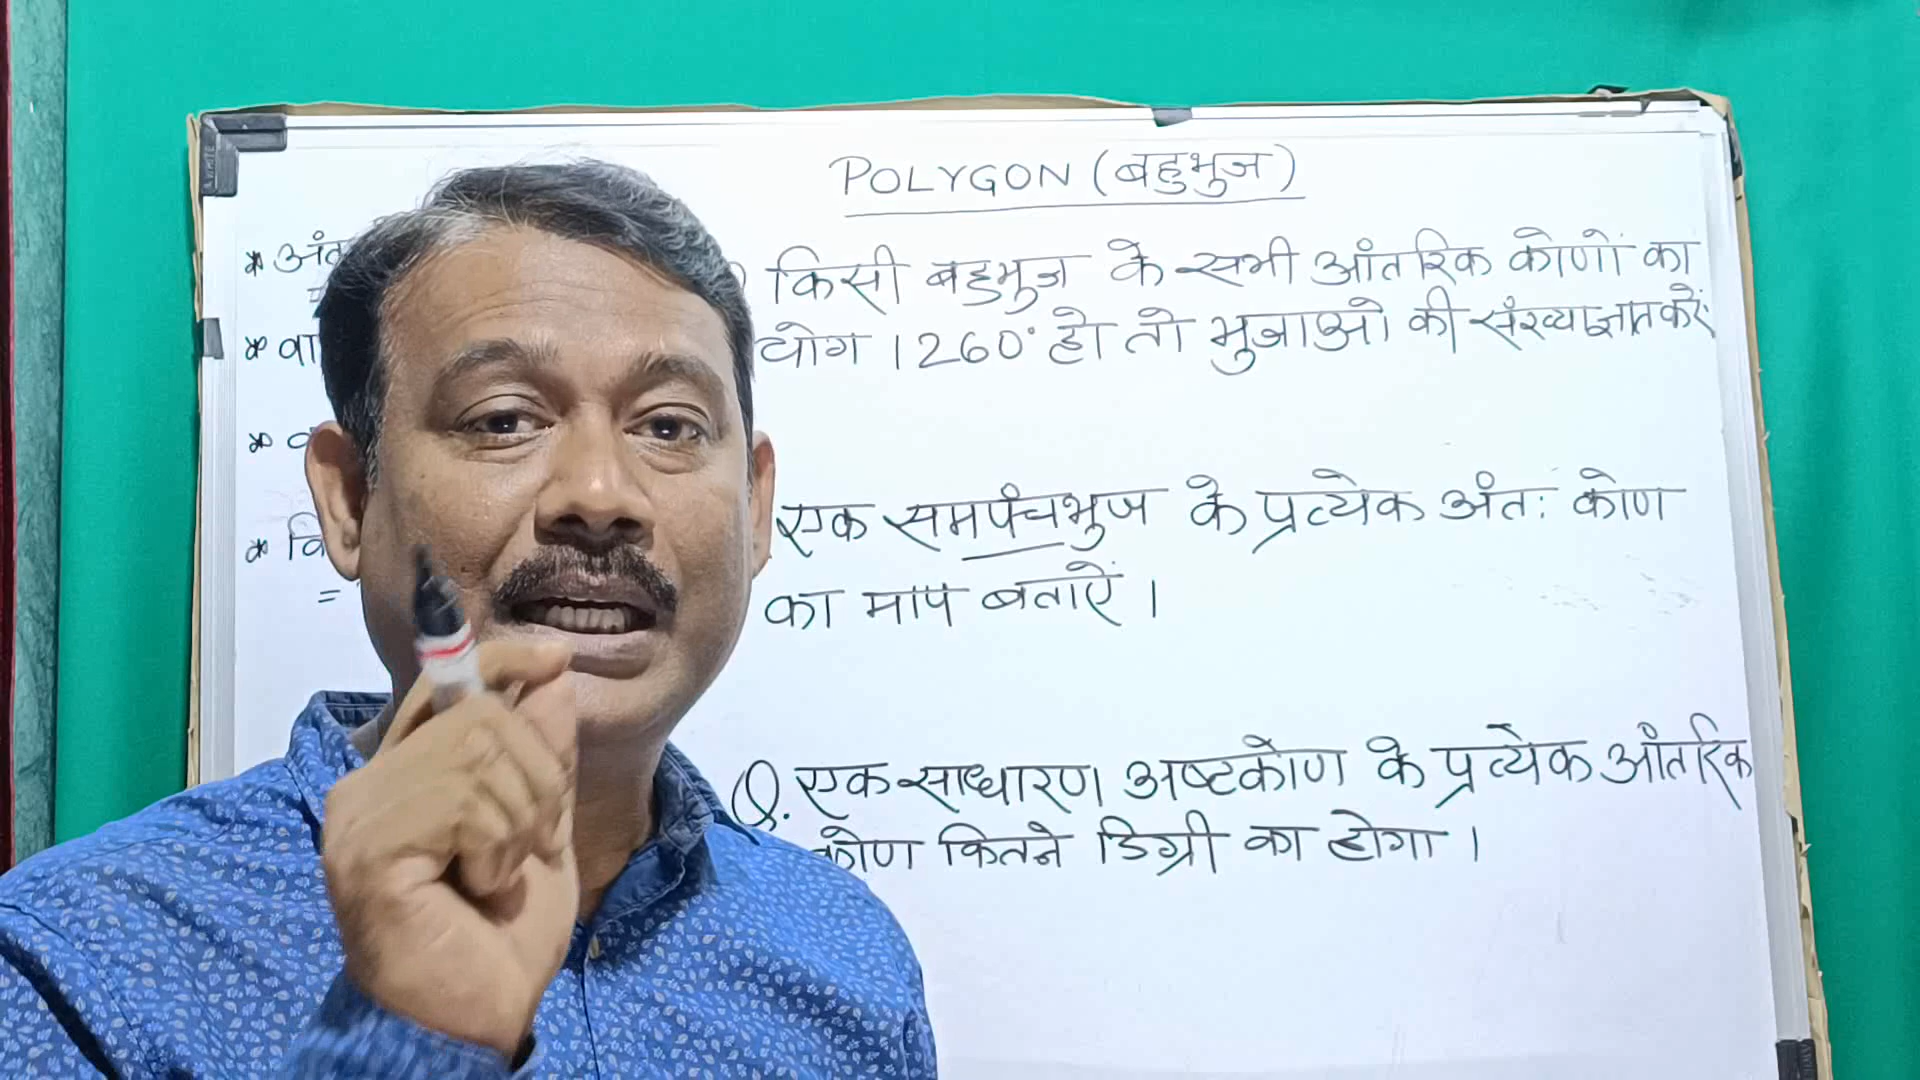 POLYGON (बहुभुज)
* अंत
किसी बहुभुज के सभी आंतरिक कोणों का
* वा
योग 1260° हो तो भुजाओ की संख्या ज्ञात करें
*
एक समपंचभुज के प्रत्येक अंतः कोण
* वि
=
का माप बताऐं ।
Q. एक साधारण अष्टकोण के प्रत्येक आंतरिक
कोण कितने डिग्री का होगा ।